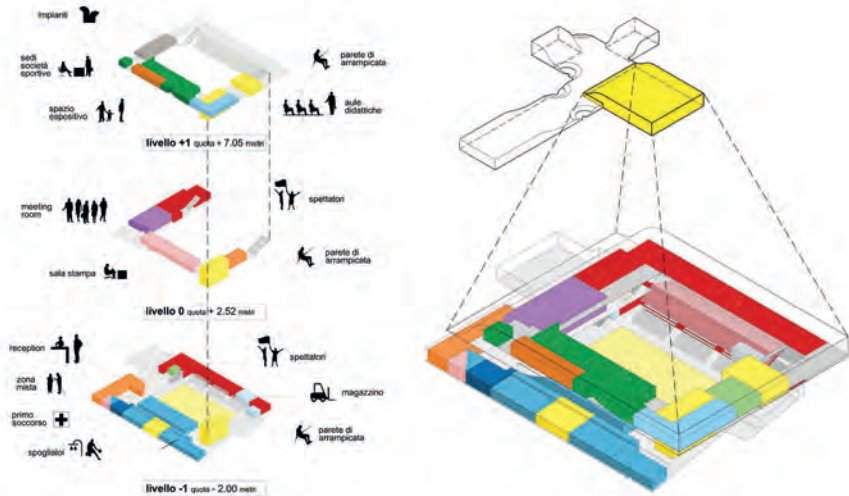 impianti
sedi
società
sportive
parete di
arrampicata
spazio
espositivo
aule
didattiche
livello +1 quota + 7.05 metri
meeting
room
spettatori
sala stampa
parete di
arrampicata
livello 0 quota + 2.52 metri
reception
spettatori
zona
mista
magazzino
primo
soccorso
parete di
arrampicata
spogliatoi
livello -1 quota - 2.00 metri